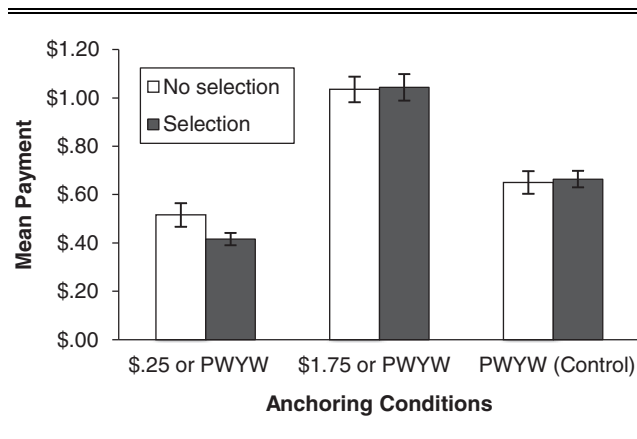 $1.20
$1.00
$.80
$.60
$.40
$.20
$.00
Mean Payment
No selection
Selection
$.25 or PWYW
$1.75 or PWYW
PWYW (Control)
Anchoring Conditions